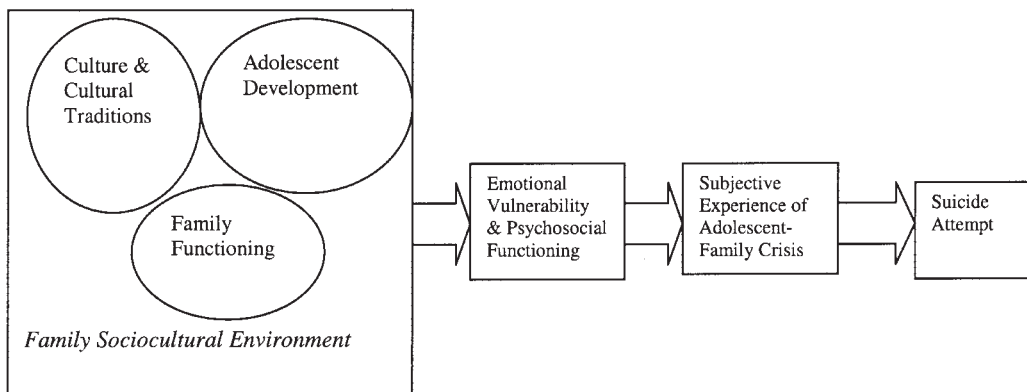 Culture &
Cultural
Traditions
Adolescent
Development
Family
Functioning
Family Sociocultural Environment
Emotional
Vulnerability
& Psychosocial
Functioning
Subjective
Experience of
Adolescent-
Family Crisis
Suicide
Attempt